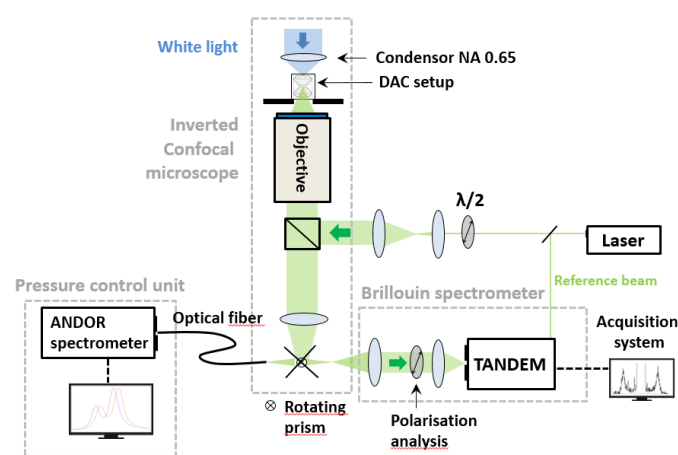 White light
Condensor NA 0.65
DAC setup
Inverted
Confocal
microscope
Objective
λ/2
Laser
Reference beam
Pressure control unit
Brillouin spectrometer
ANDOR
spectrometer
Optical fiber
TANDEM
Acquisition
system
⊗ Rotating
prism
Polarisation
analysis